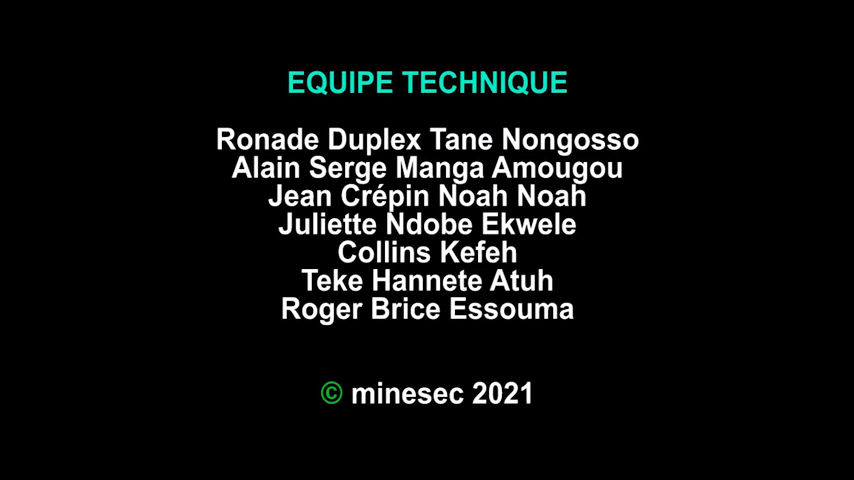 EQUIPE TECHNIQUE
Ronade Duplex Tane Nongosso
Alain Serge Manga Amougou
Jean Crépin Noah Noah
Juliette Ndobe Ekwele
Collins Kefeh
Teke Hannete Atuh
Roger Brice Essouma
© minesec 2021